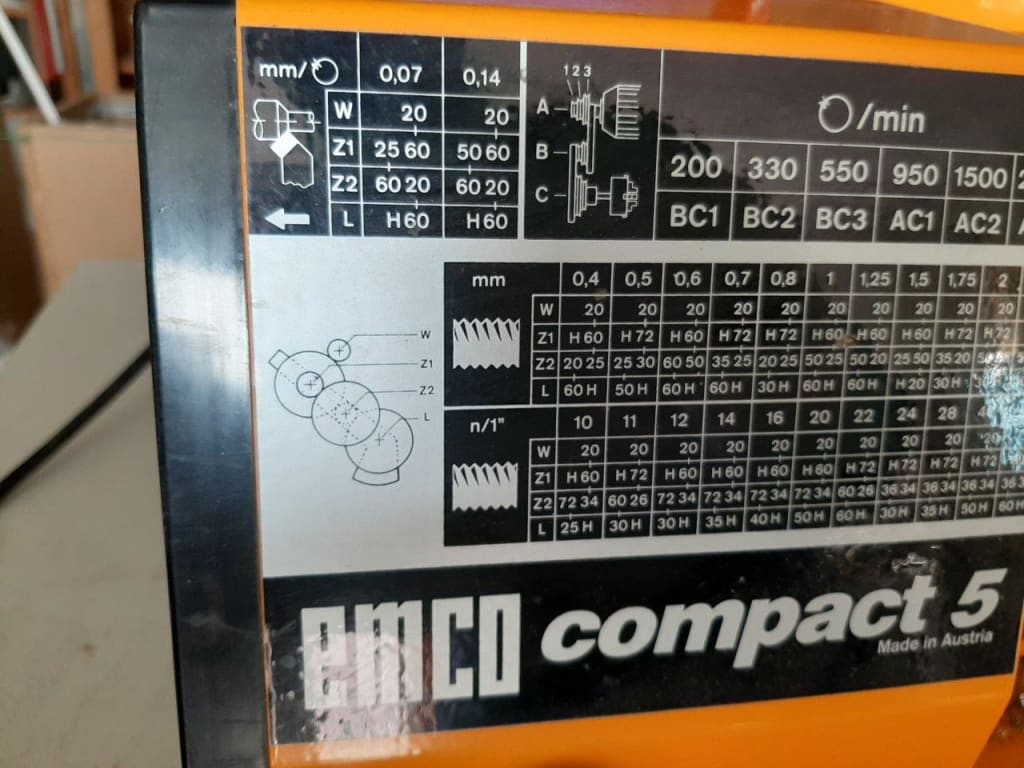 mm/ 0,07 0,14
W 20 20
Z1 25 60 50 60
Z2 60 20 60 20
L H 60 H 60
1 2 3
A
B
C
/min
200 330 550 950 1500
BC1 BC2 BC3 AC1 AC2
W
Z1
Z2
L
mm 0,4 0,5 0,6 0,7 0,8 1 1,25 1,5 1,75 2
W 20 20 20 20 20 20 20 20 20 20
Z1 H 60 H 72 H 60 H 72 H 72 H 60 H 60 H 60 H 72 H 72
Z2 20 25 25 30 60 50 35 25 20 25 50 25 50 20 25 50 35 20
L 60 H 50 H 60 H 60 H 30 H 60 H 60 H H 20 30 H
n/1" 10 11 12 14 16 20 22 24 28
W 20 20 20 20 20 20 20 20 20 20
Z1 H 60 H 72 H 60 H 60 H 60 H 60 H 72 H 72 H 72 H 72
Z2 72 34 60 26 72 34 72 34 72 34 72 34 60 26 36 34 36 34 36 34
L 25 H 30 H 30 H 35 H 40 H 50 H 60 H 30 H 35 H 50 H 60 H
emco compact 5
Made in Austria